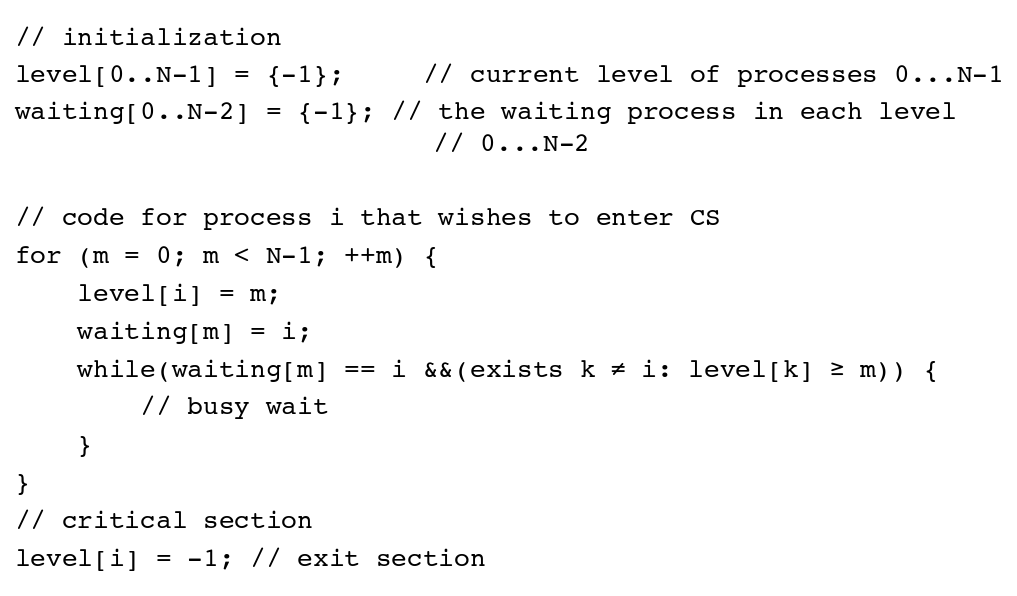 // initialization
level[0..N-1] = {-1};     // current level of processes 0...N-1
waiting[0..N-2] = {-1}; // the waiting process in each level
                           // 0...N-2
// code for process i that wishes to enter CS
for (m = 0; m < N-1; ++m) {
    level[i] = m;
    waiting[m] = i;
    while(waiting[m] == i &&(exists k ≠ i: level[k] ≥ m)) {
        // busy wait
    }
}
// critical section
level[i] = -1; // exit section